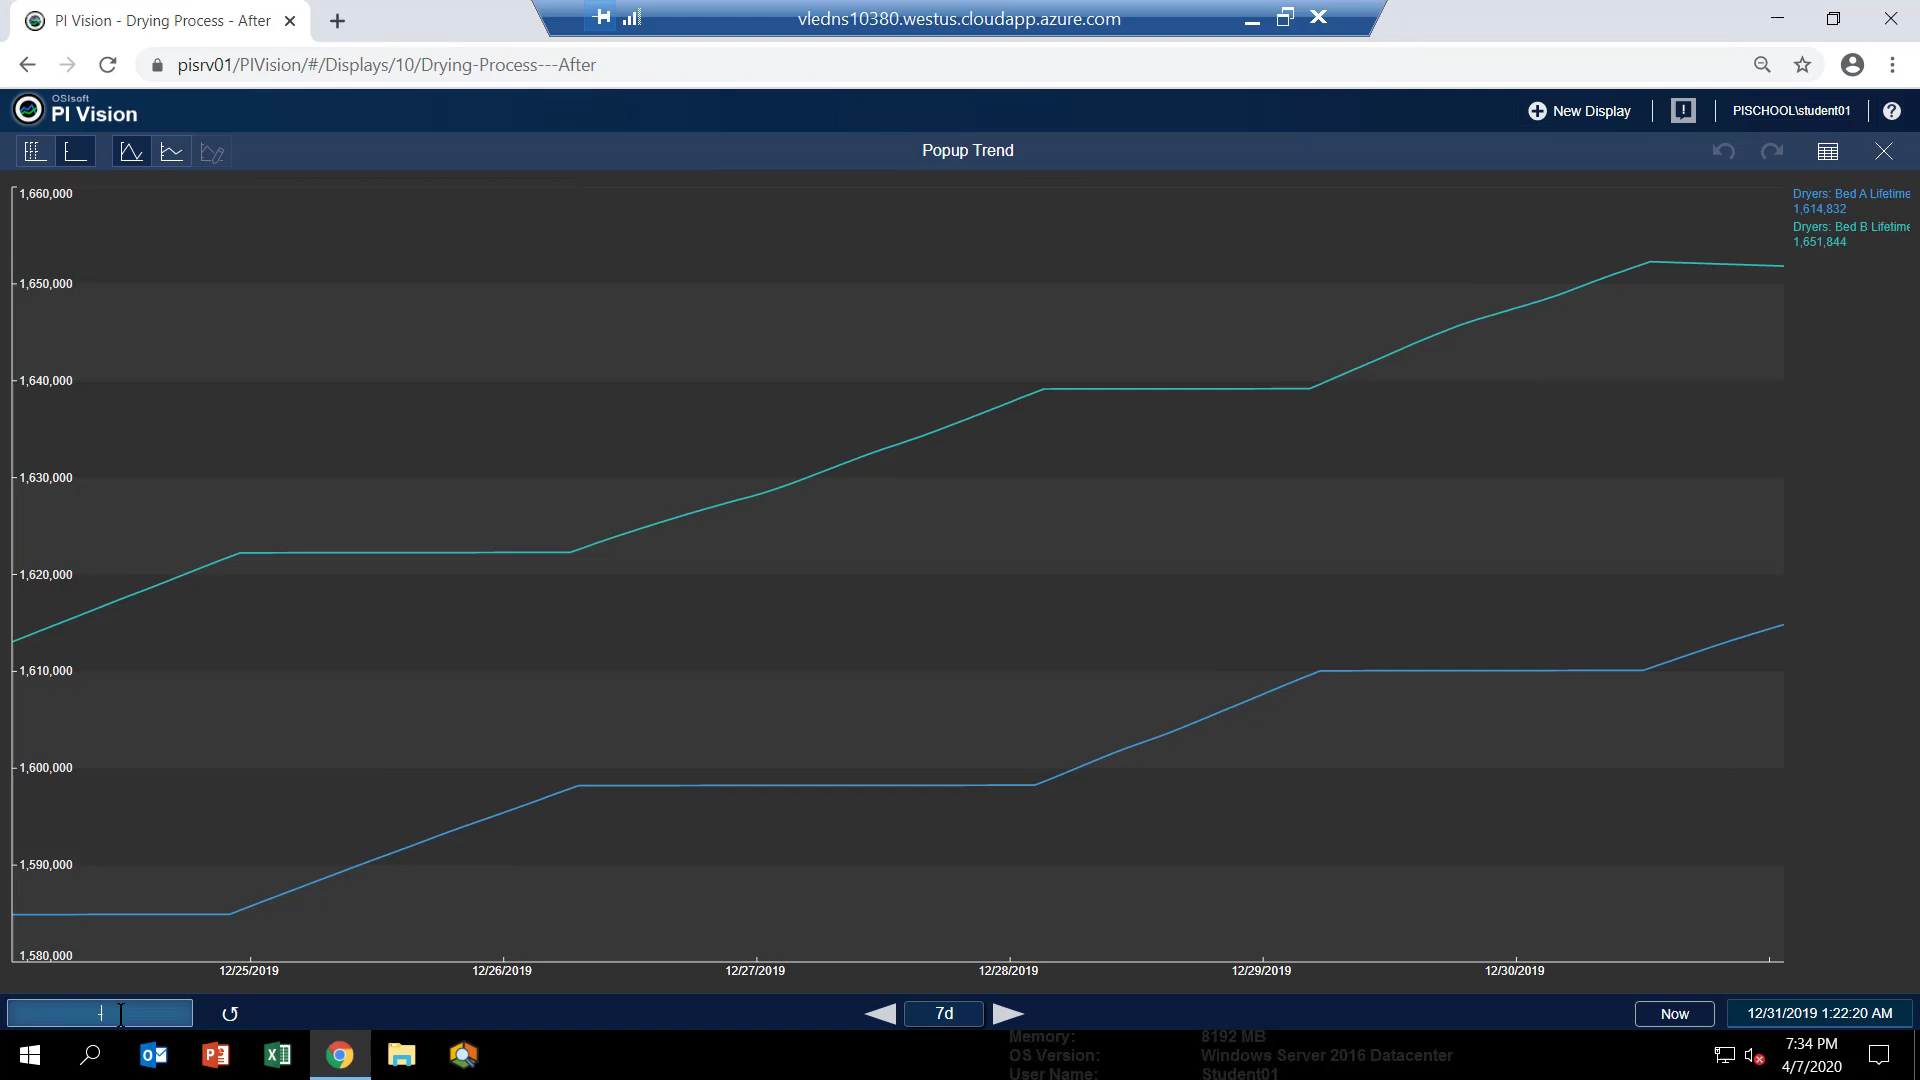 PI Vision - Drying Process - After
vledns10380.westus.cloudapp.azure.com
pisrv01/PIVision/#/Displays/10/Drying-Process---After
OSIsoft
PI Vision
New Display
PISCHOOL\student01
Popup Trend
1,660,000
1,650,000
1,640,000
1,630,000
1,620,000
1,610,000
1,600,000
1,590,000
1,580,000
Dryers: Bed A Lifetime
1,614,832
Dryers: Bed B Lifetime
1,651,844
12/25/2019
12/26/2019
12/27/2019
12/28/2019
12/29/2019
12/30/2019
-
7d
Now
12/31/2019 1:22:20 AM
Memory: 8192 MB
OS Version: Windows Server 2016 Datacenter
User Name: Student01
7:34 PM
4/7/2020